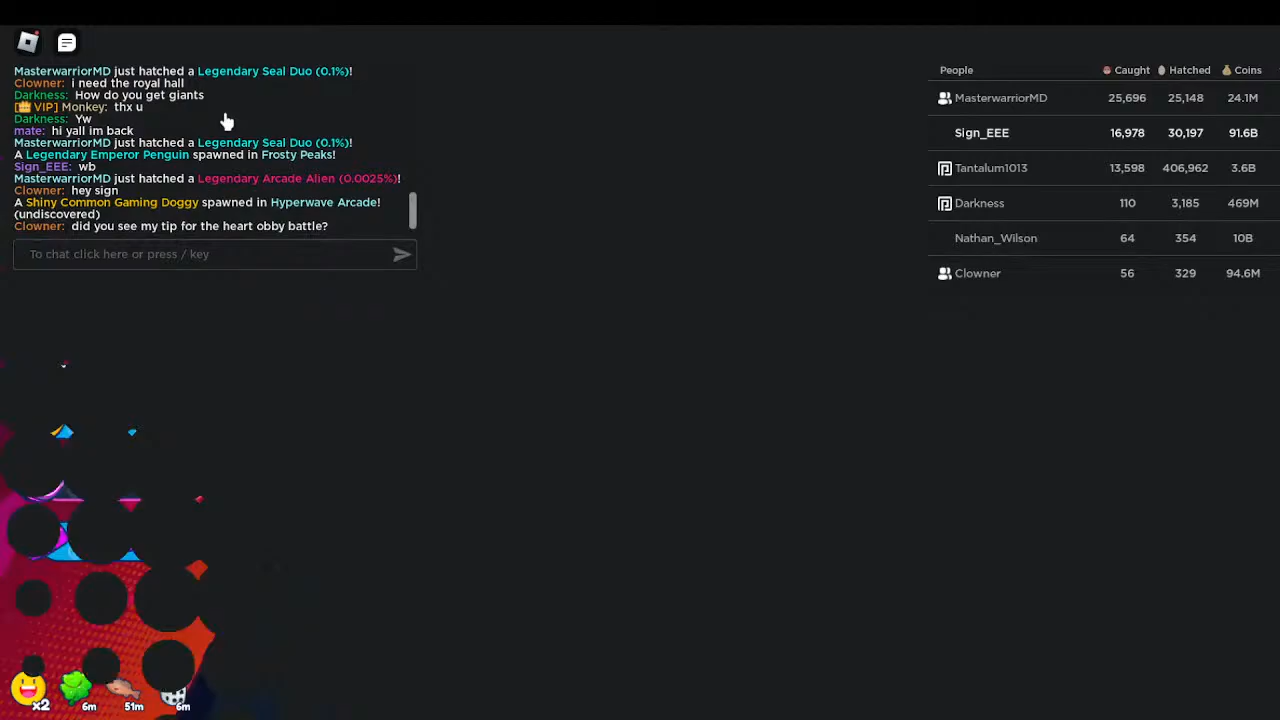 MasterwarriorMD just hatched a Legendary Seal Duo (0.1%)!
Clowner: i need the royal hall
Darkness: How do you get giants
[VIP] Monkey: thx u
Darkness: Yw
mate: hi yall im back
MasterwarriorMD just hatched a Legendary Seal Duo (0.1%)!
A Legendary Emperor Penguin spawned in Frosty Peaks!
Sign_EEE: wb
MasterwarriorMD just hatched a Legendary Arcade Alien (0.0025%)!
Clowner: hey sign
A Shiny Common Gaming Doggy spawned in Hyperwave Arcade!
(undiscovered)
Clowner: did you see my tip for the heart obby battle?
To chat click here or press / key
People Caught Hatched Coins
MasterwarriorMD 25,696 25,148 24.1M
Sign_EEE 16,978 30,197 91.6B
Tantalum1013 13,598 406,962 3.6B
Darkness 110 3,185 469M
Nathan_Wilson 64 354 10B
Clowner 56 329 94.6M
x2 6m 51m 6m